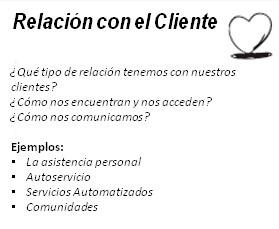 Relación con el Cliente
¿Qué tipo de relación tenemos con nuestros
clientes?
¿Cómo nos encuentran y nos acceden?
¿Cómo nos comunicamos?
Ejemplos:
▪ La asistencia personal
▪ Autoservicio
▪ Servicios Automatizados
▪ Comunidades